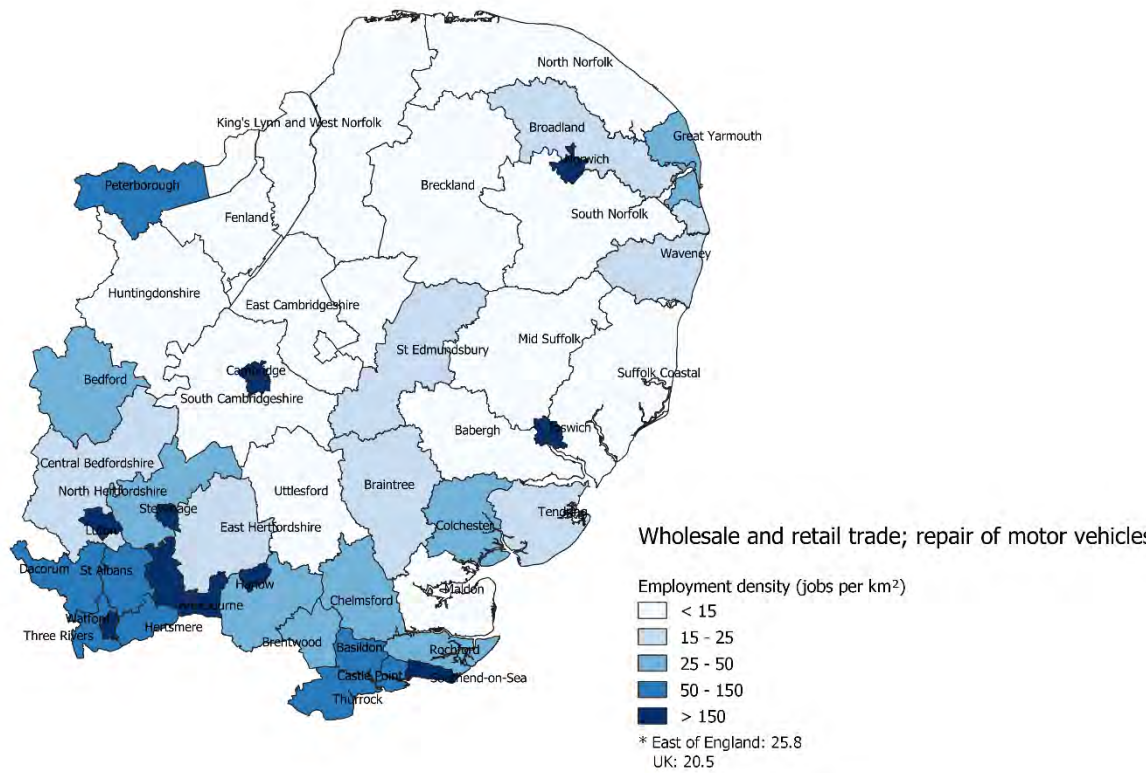 North Norfolk
King's Lynn and West Norfolk
Broadland
Great Yarmouth
Norwich
Peterborough
Breckland
South Norfolk
Fenland
Waveney
Huntingdonshire
East Cambridgeshire
Mid Suffolk
St Edmundsbury
Cambridge
Suffolk Coastal
Bedford
South Cambridgeshire
Babergh
Ipswich
Central Bedfordshire
Uttlesford
Braintree
North Hertfordshire
Stevenage
Tendring
Luton
East Hertfordshire
Colchester
Wholesale and retail trade; repair of motor vehicles
Dacorum
St Albans
Harlow
Maldon
Employment density (jobs per km²)
Chelmsford
< 15
Watford
Hertsmere
Three Rivers
Brentwood
Basildon
Rochford
15 - 25
Castle Point
Southend-on-Sea
25 - 50
Thurrock
50 - 150
> 150
* East of England: 25.8
UK: 20.5